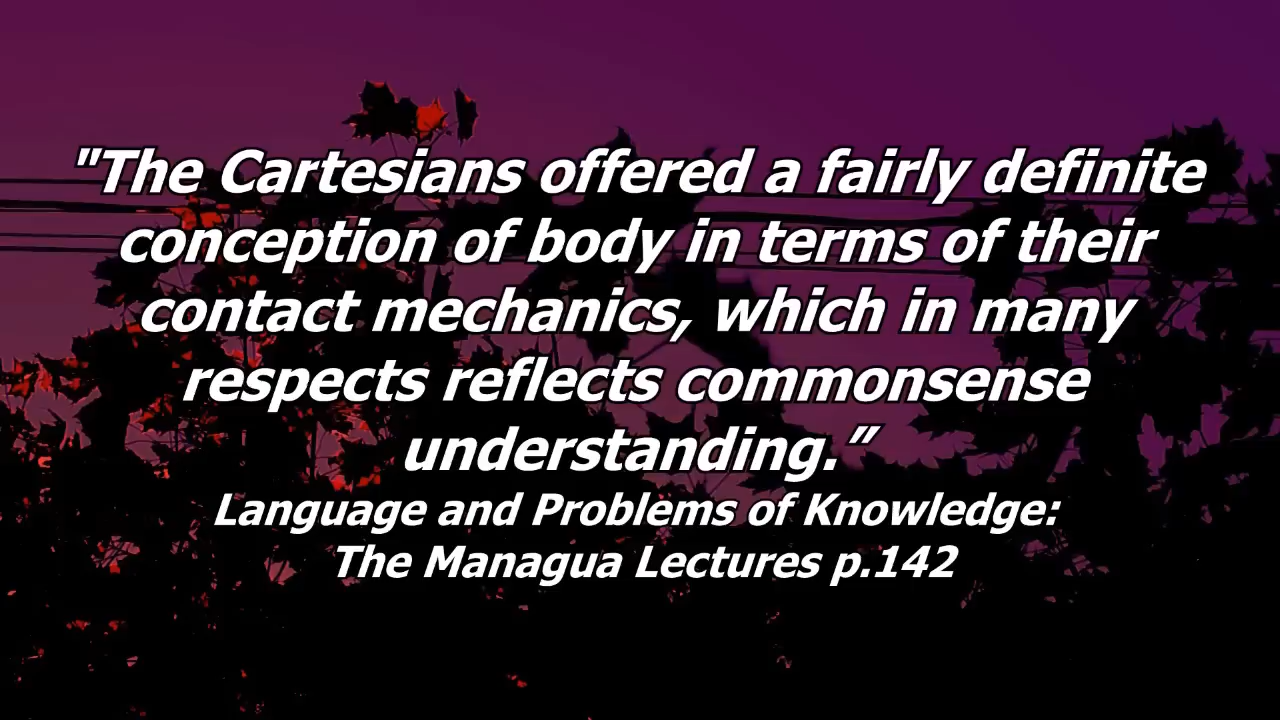 "The Cartesians offered a fairly definite
conception of body in terms of their
contact mechanics, which in many
respects reflects commonsense
understanding.”
Language and Problems of Knowledge:
The Managua Lectures p.142